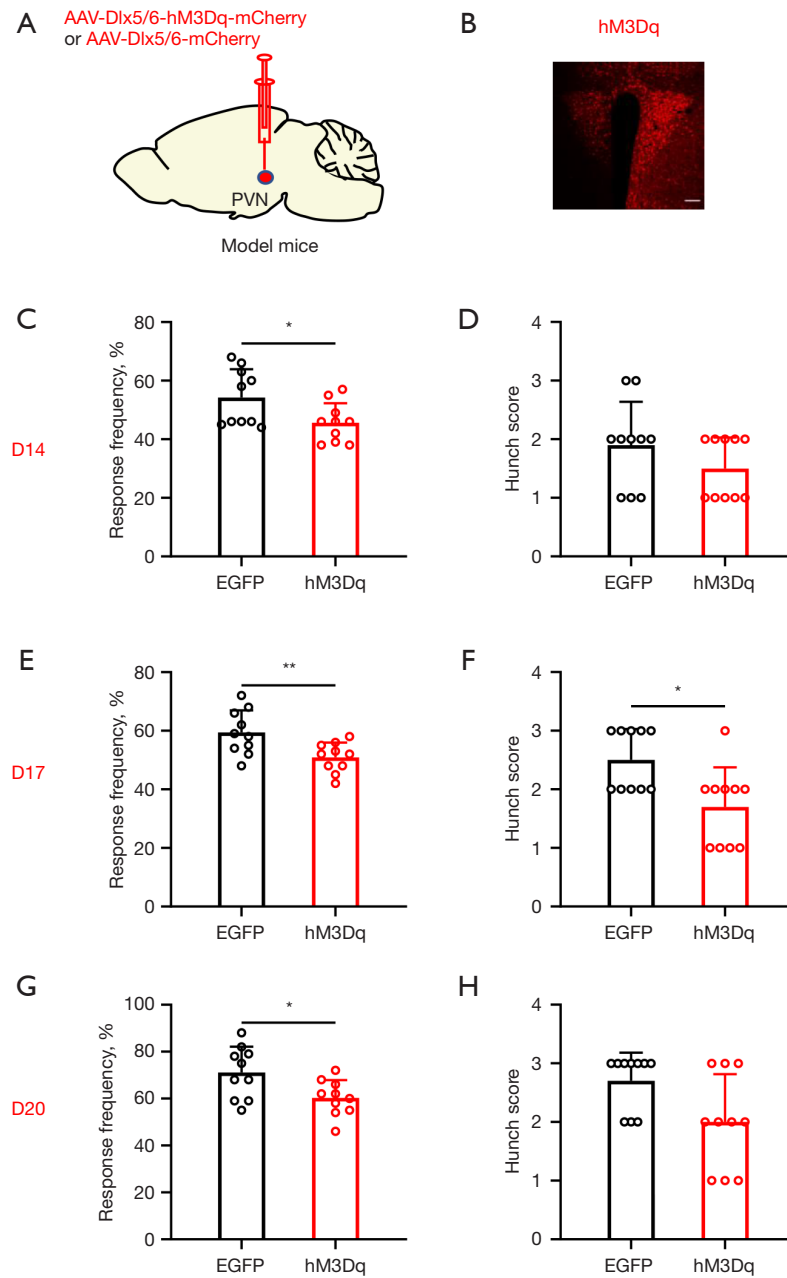 A
AAV-Dlx5/6-hM3Dq-mCherry
or AAV-Dlx5/6-mCherry
PVN
Model mice
B
hM3Dq
C
D14
Response frequency, %
80
60
40
20
0
*
EGFP hM3Dq
D
Hunch score
4
3
2
1
0
EGFP hM3Dq
E
D17
Response frequency, %
80
60
40
20
0
**
EGFP hM3Dq
F
Hunch score
4
3
2
1
0
*
EGFP hM3Dq
G
D20
Response frequency, %
100
80
60
40
20
0
*
EGFP hM3Dq
H
Hunch score
4
3
2
1
0
EGFP hM3Dq